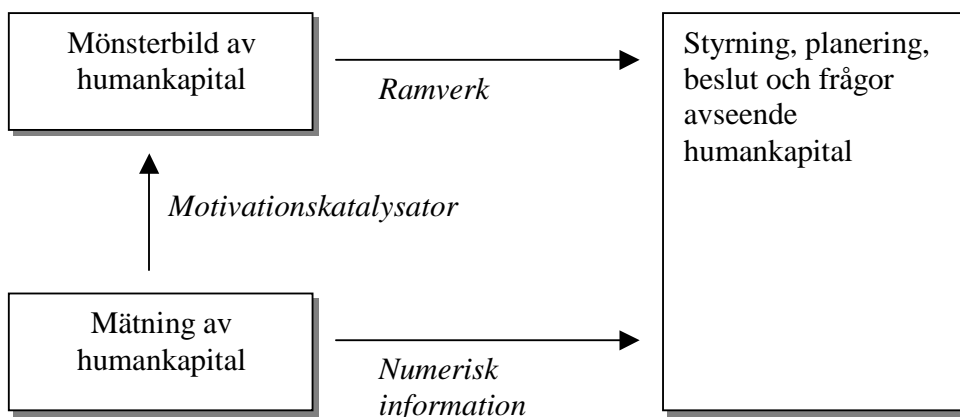 Mönsterbild av
humankapital
Ramverk
Styrning, planering,
beslut och frågor
avseende
humankapital
Motivationskatalysator
Mätning av
humankapital
Numerisk
information